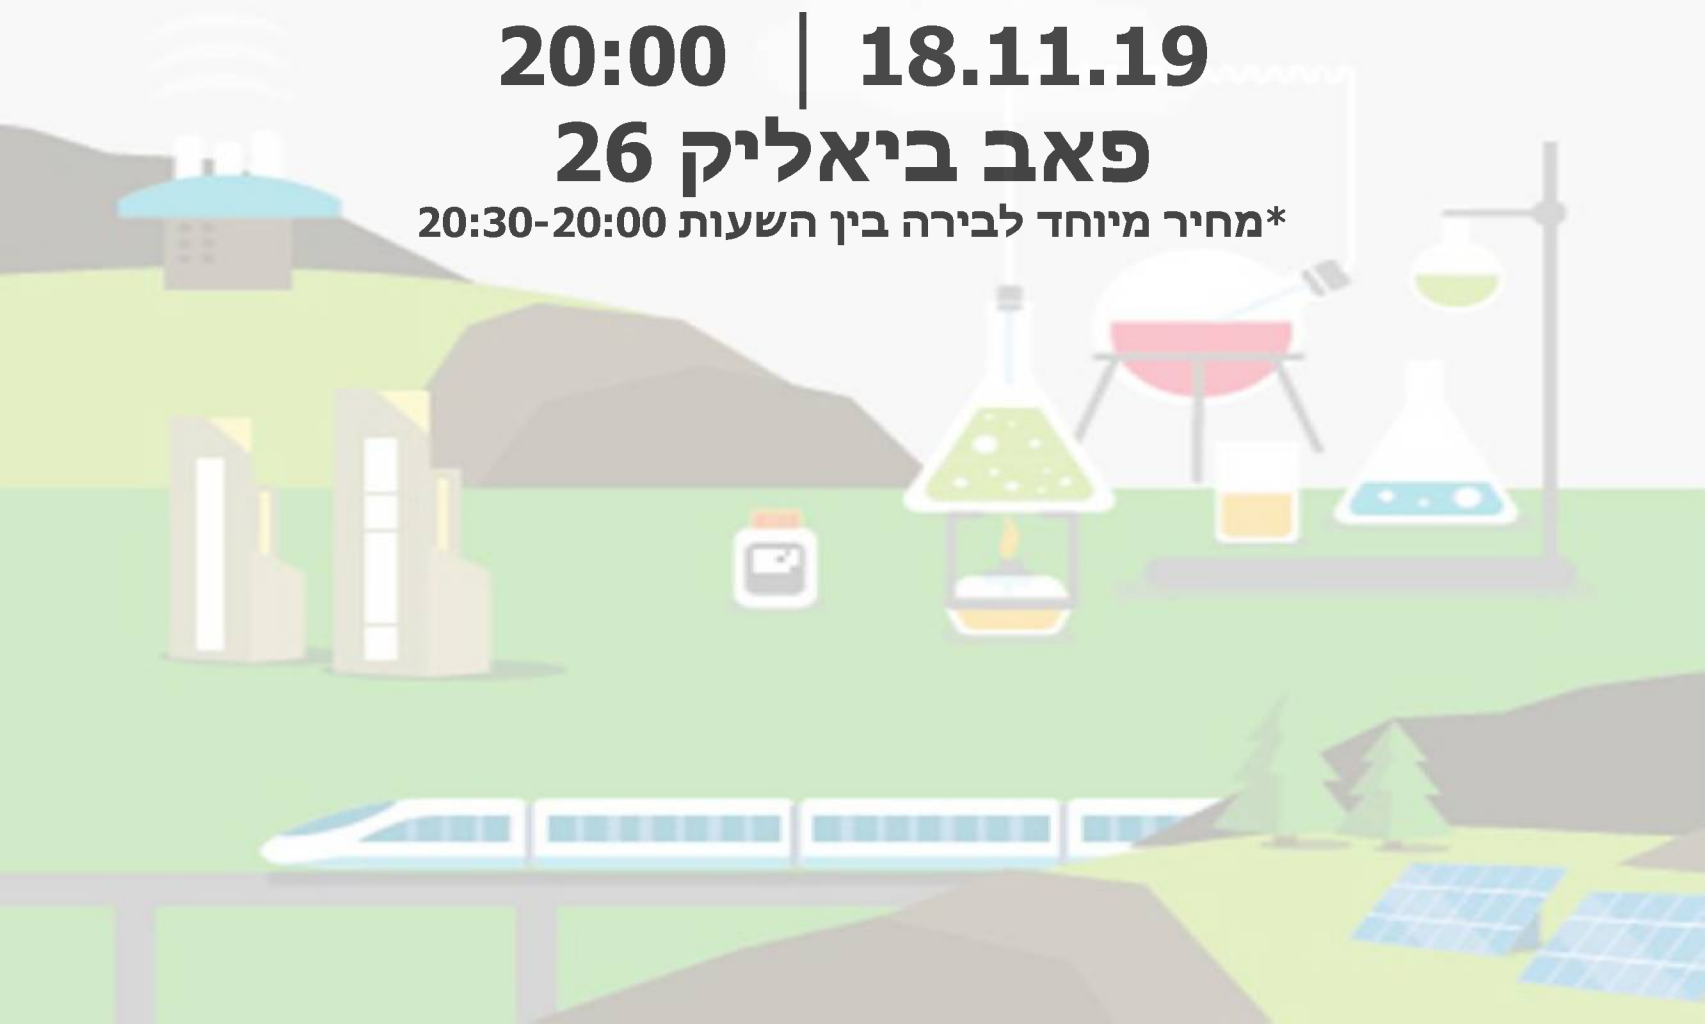 18.11.19 | 20:00
פאב ביאליק 26
*מחיר מיוחד לבירה בין השעות 20:30-20:00